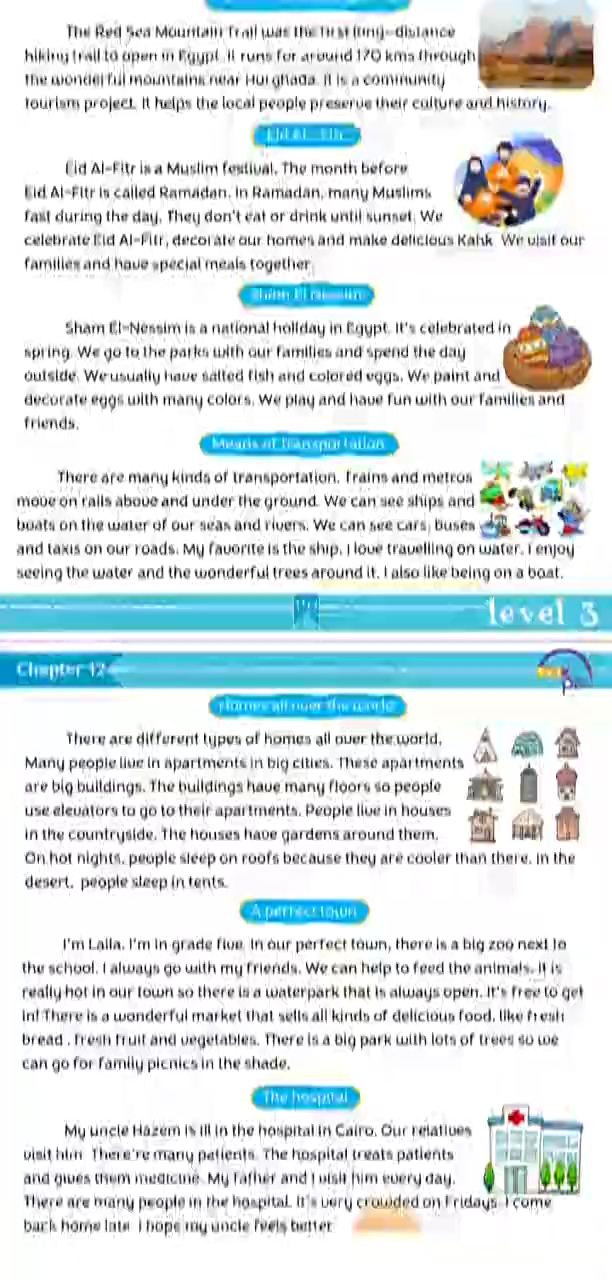 The Red Sea Mountain Trail was the first long-distance
hiking trail to open in Egypt. It runs for around 170 kms through
the wonderful mountains near Hurghada. It is a community
tourism project. It helps the local people preserve their culture and history.
Eid Al-Fitr
Eid Al-Fitr is a Muslim festival. The month before
Eid Al-Fitr is called Ramadan. In Ramadan, many Muslims
fast during the day. They don't eat or drink until sunset. We
celebrate Eid Al-Fitr, decorate our homes and make delicious Kahk. We visit our
families and have special meals together.
Sham El Nessim
Sham El-Nessim is a national holiday in Egypt. It's celebrated in
spring. We go to the parks with our families and spend the day
outside. We usually have salted fish and colored eggs. We paint and
decorate eggs with many colors. We play and have fun with our families and
friends.
Means of transportation
There are many kinds of transportation. Trains and metros
move on rails above and under the ground. We can see ships and
boats on the water of our seas and rivers. We can see cars, buses
and taxis on our roads. My favorite is the ship. I love travelling on water. I enjoy
seeing the water and the wonderful trees around it. I also like being on a boat.
level 3
Chapter 12
Homes all over the world
There are different types of homes all over the world.
Many people live in apartments in big cities. These apartments
are big buildings. The buildings have many floors so people
use elevators to go to their apartments. People live in houses
in the countryside. The houses have gardens around them.
On hot nights, people sleep on roofs because they are cooler than there. In the
desert, people sleep in tents.
A perfect town
I'm Laila. I'm in grade five. In our perfect town, there is a big zoo next to
the school. I always go with my friends. We can help to feed the animals. It is
really hot in our town so there is a waterpark that is always open. It's free to get
in! There is a wonderful market that sells all kinds of delicious food, like fresh
bread, fresh fruit and vegetables. There is a big park with lots of trees so we
can go for family picnics in the shade.
The hospital
My uncle Hazem is ill in the hospital in Cairo. Our relatives
visit him. There're many patients. The hospital treats patients
and gives them medicine. My father and I visit him every day.
There are many people in the hospital. It's very crowded on Fridays. I come
back home late. I hope my uncle feels better.